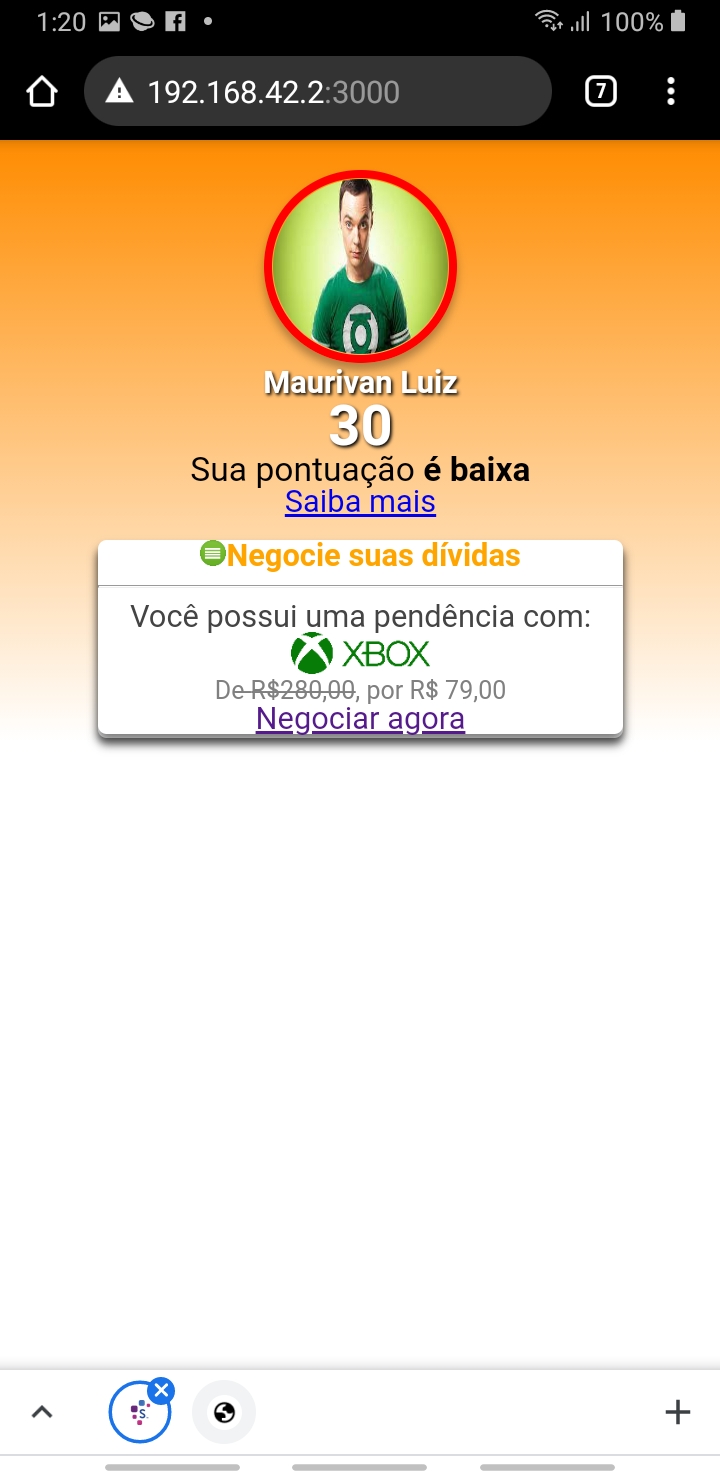 1:20
100%
192.168.42.2:3000
7
Maurivan Luiz
30
Sua pontuação é baixa
Saiba mais
Negocie suas dívidas
Você possui uma pendência com:
XBOX
De R$280,00, por R$ 79,00
Negociar agora
S